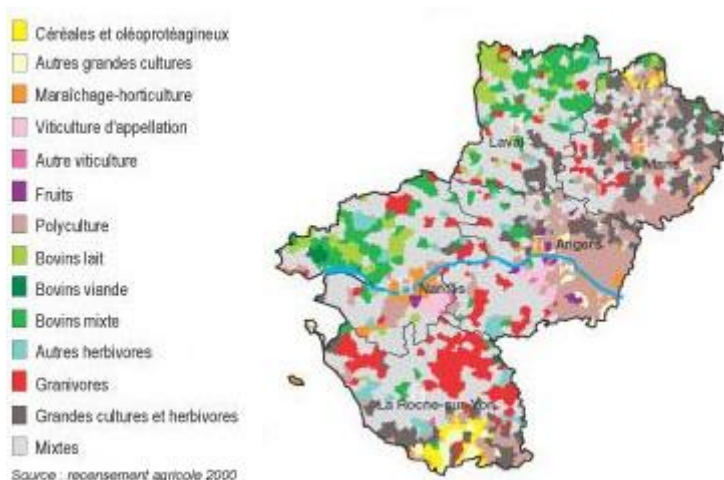 Céréales et oléoprotéagineux
Autres grandes cultures
Maraîchage-horticulture
Viticulture d'appellation
Autre viticulture
Fruits
Polyculture
Bovins lait
Bovins viande
Bovins mixte
Autres herbivores
Granivores
Grandes cultures et herbivores
Mixtes
Source : recensement agricole 2000
Laval
Le Mans
Angers
Nantes
La Roche-sur-Yon